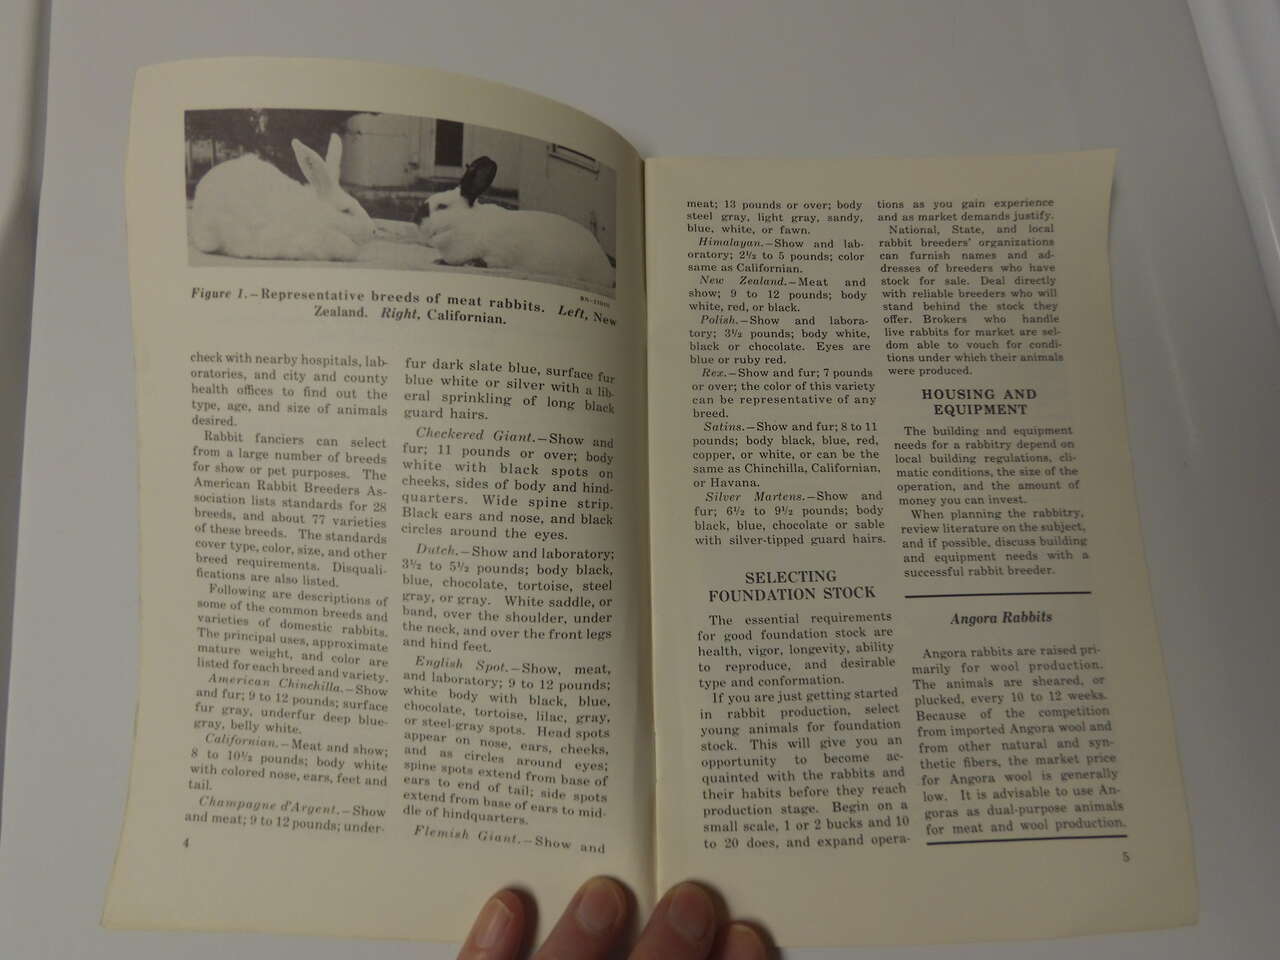 Figure 1.—Representative breeds of meat rabbits. Left, New
Zealand. Right, Californian.
check with nearby hospitals, lab-
oratories, and city and county
health offices to find out the
type, age, and size of animals
desired.
Rabbit fanciers can select
from a large number of breeds
for show or pet purposes. The
American Rabbit Breeders As-
sociation lists standards for 28
breeds, and about 77 varieties
of these breeds. The standards
cover type, color, size, and other
breed requirements. Disquali-
fications are also listed.
Following are descriptions of
some of the common breeds and
varieties of domestic rabbits.
The principal uses, approximate
mature weight, and color are
listed for each breed and variety.
American Chinchilla.—Show
and fur; 9 to 12 pounds; surface
fur gray, underfur deep blue-
gray, belly white.
Californian.—Meat and show;
8 to 10½ pounds; body white
with colored nose, ears, feet and
tail.
Champagne d'Argent.—Show
and meat; 9 to 12 pounds; under-
4
fur dark slate blue, surface fur
blue white or silver with a lib-
eral sprinkling of long black
guard hairs.
Checkered Giant.—Show and
fur; 11 pounds or over; body
white with black spots on
cheeks, sides of body and hind-
quarters. Wide spine strip.
Black ears and nose, and black
circles around the eyes.
Dutch.—Show and laboratory;
3½ to 5½ pounds; body black,
blue, chocolate, tortoise, steel
gray, or gray. White saddle, or
band, over the shoulder, under
the neck, and over the front legs
and hind feet.
English Spot.—Show, meat,
and laboratory; 9 to 12 pounds;
white body with black, blue,
chocolate, tortoise, lilac, gray,
or steel-gray spots. Head spots
appear on nose, ears, cheeks,
and as circles around eyes;
spine spots extend from base of
ears to end of tail; side spots
extend from base of ears to mid-
dle of hindquarters.
Flemish Giant.—Show and
meat; 13 pounds or over; body
steel gray, light gray, sandy,
blue, white, or fawn.
Himalayan.—Show and lab-
oratory; 2½ to 5 pounds; color
same as Californian.
New Zealand.—Meat and
show; 9 to 12 pounds; body
white, red, or black.
Polish.—Show and labora-
tory; 3½ pounds; body white,
black or chocolate. Eyes are
blue or ruby red.
Rex.—Show and fur; 7 pounds
or over; the color of this variety
can be representative of any
breed.
Satins.—Show and fur; 8 to 11
pounds; body black, blue, red,
copper, or white, or can be the
same as Chinchilla, Californian,
or Havana.
Silver Martens.—Show and
fur; 6½ to 9½ pounds; body
black, blue, chocolate or sable
with silver-tipped guard hairs.
SELECTING
FOUNDATION STOCK
The essential requirements
for good foundation stock are
health, vigor, longevity, ability
to reproduce, and desirable
type and conformation.
If you are just getting started
in rabbit production, select
young animals for foundation
stock. This will give you an
opportunity to become ac-
quainted with the rabbits and
their habits before they reach
production stage. Begin on a
small scale, 1 or 2 bucks and 10
to 20 does, and expand opera-
tions as you gain experience
and as market demands justify.
National, State, and local
rabbit breeders' organizations
can furnish names and ad-
dresses of breeders who have
stock for sale. Deal directly
with reliable breeders who will
stand behind the stock they
offer. Brokers who handle
live rabbits for market are sel-
dom able to vouch for condi-
tions under which their animals
were produced.
HOUSING AND
EQUIPMENT
The building and equipment
needs for a rabbitry depend on
local building regulations, cli-
matic conditions, the size of the
operation, and the amount of
money you can invest.
When planning the rabbitry,
review literature on the subject,
and if possible, discuss building
and equipment needs with a
successful rabbit breeder.
Angora Rabbits
Angora rabbits are raised pri-
marily for wool production.
The animals are sheared, or
plucked, every 10 to 12 weeks.
Because of the competition
from imported Angora wool and
from other natural and syn-
thetic fibers, the market price
for Angora wool is generally
low. It is advisable to use An-
goras as dual-purpose animals
for meat and wool production.
5